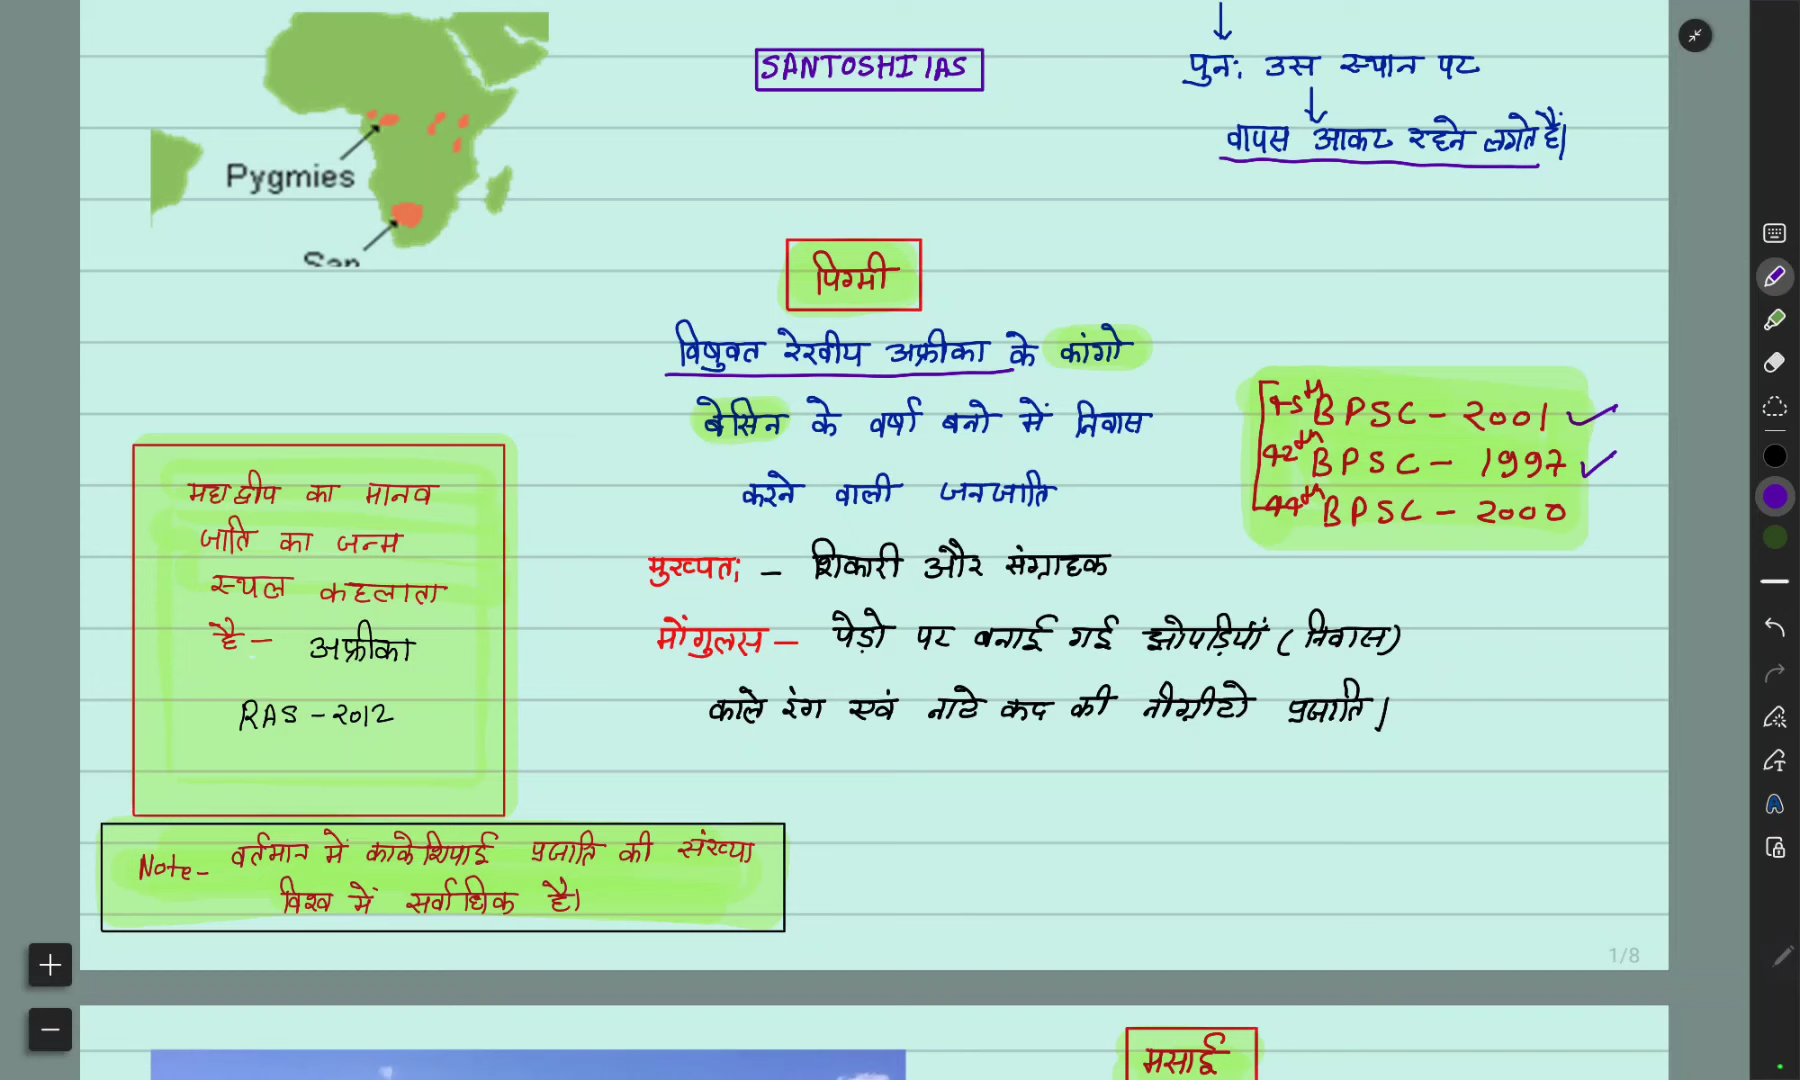 SANTOSHI IAS
पुन: उस स्थान पर
वापस आकर रहने लगते हैं।
Pygmies
San
पिग्मी
विषुवत रेखीय अफ्रीका के कांगो
बेसिन के वर्षा वनो में निवास
करने वाली जनजाति
45th BPSC - 2001
42th BPSC - 1997
44th BPSC - 2000
मुख्यत: - शिकारी और संग्राहक
मोंगुलस - पेड़ो पर बनाई गई झोपड़ियाँ (निवास)
काले रंग एवं नाटे कद की नीग्रीटो प्रजाति।
महाद्वीप का मानव
जाति का जन्म
स्थल कहलाता
है - अफ्रीका
RAS - 2012
Note - वर्तमान में काकेशियाई प्रजाति की संख्या
विश्व में सर्वाधिक है।
1/8
मसाई